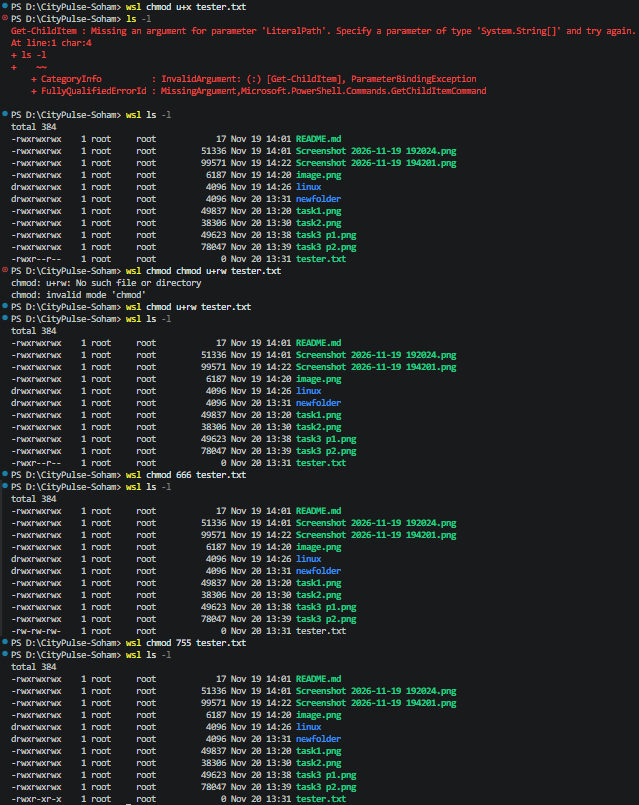 PS D:\CityPulse-Soham> wsl chmod u+x tester.txt
PS D:\CityPulse-Soham> ls -l
Get-ChildItem : Missing an argument for parameter 'LiteralPath'. Specify a parameter of type 'System.String[]' and try again.
At line:1 char:4
+ ls -l
+    ~~
    + CategoryInfo          : InvalidArgument: (:) [Get-ChildItem], ParameterBindingException
    + FullyQualifiedErrorId : MissingArgument,Microsoft.PowerShell.Commands.GetChildItemCommand
PS D:\CityPulse-Soham> wsl ls -l
total 384
-rwxrwxrwx    1 root     root            17 Nov 19 14:01 README.md
-rwxrwxrwx    1 root     root         51336 Nov 19 14:01 Screenshot 2026-11-19 192024.png
-rwxrwxrwx    1 root     root         99571 Nov 19 14:22 Screenshot 2026-11-19 194201.png
-rwxrwxrwx    1 root     root          6187 Nov 19 14:20 image.png
drwxrwxrwx    1 root     root          4096 Nov 19 14:26 linux
drwxrwxrwx    1 root     root          4096 Nov 20 13:31 newfolder
-rwxrwxrwx    1 root     root         49837 Nov 20 13:20 task1.png
-rwxrwxrwx    1 root     root         38306 Nov 20 13:30 task2.png
-rwxrwxrwx    1 root     root         49623 Nov 20 13:38 task3 p1.png
-rwxrwxrwx    1 root     root         78047 Nov 20 13:39 task3 p2.png
-rwxr--r--    1 root     root             0 Nov 20 13:31 tester.txt
PS D:\CityPulse-Soham> wsl chmod chmod u+rw tester.txt
chmod: u+rw: No such file or directory
chmod: invalid mode 'chmod'
PS D:\CityPulse-Soham> wsl chmod u+rw tester.txt
PS D:\CityPulse-Soham> wsl ls -l
total 384
-rwxrwxrwx    1 root     root            17 Nov 19 14:01 README.md
-rwxrwxrwx    1 root     root         51336 Nov 19 14:01 Screenshot 2026-11-19 192024.png
-rwxrwxrwx    1 root     root         99571 Nov 19 14:22 Screenshot 2026-11-19 194201.png
-rwxrwxrwx    1 root     root          6187 Nov 19 14:20 image.png
drwxrwxrwx    1 root     root          4096 Nov 19 14:26 linux
drwxrwxrwx    1 root     root          4096 Nov 20 13:31 newfolder
-rwxrwxrwx    1 root     root         49837 Nov 20 13:20 task1.png
-rwxrwxrwx    1 root     root         38306 Nov 20 13:30 task2.png
-rwxrwxrwx    1 root     root         49623 Nov 20 13:38 task3 p1.png
-rwxrwxrwx    1 root     root         78047 Nov 20 13:39 task3 p2.png
-rwxr--r--    1 root     root             0 Nov 20 13:31 tester.txt
PS D:\CityPulse-Soham> wsl chmod 666 tester.txt
PS D:\CityPulse-Soham> wsl ls -l
total 384
-rwxrwxrwx    1 root     root            17 Nov 19 14:01 README.md
-rwxrwxrwx    1 root     root         51336 Nov 19 14:01 Screenshot 2026-11-19 192024.png
-rwxrwxrwx    1 root     root         99571 Nov 19 14:22 Screenshot 2026-11-19 194201.png
-rwxrwxrwx    1 root     root          6187 Nov 19 14:20 image.png
drwxrwxrwx    1 root     root          4096 Nov 19 14:26 linux
drwxrwxrwx    1 root     root          4096 Nov 20 13:31 newfolder
-rwxrwxrwx    1 root     root         49837 Nov 20 13:20 task1.png
-rwxrwxrwx    1 root     root         38306 Nov 20 13:30 task2.png
-rwxrwxrwx    1 root     root         49623 Nov 20 13:38 task3 p1.png
-rwxrwxrwx    1 root     root         78047 Nov 20 13:39 task3 p2.png
-rw-rw-rw-    1 root     root             0 Nov 20 13:31 tester.txt
PS D:\CityPulse-Soham> wsl chmod 755 tester.txt
PS D:\CityPulse-Soham> wsl ls -l
total 384
-rwxrwxrwx    1 root     root            17 Nov 19 14:01 README.md
-rwxrwxrwx    1 root     root         51336 Nov 19 14:01 Screenshot 2026-11-19 192024.png
-rwxrwxrwx    1 root     root         99571 Nov 19 14:22 Screenshot 2026-11-19 194201.png
-rwxrwxrwx    1 root     root          6187 Nov 19 14:20 image.png
drwxrwxrwx    1 root     root          4096 Nov 19 14:26 linux
drwxrwxrwx    1 root     root          4096 Nov 20 13:31 newfolder
-rwxrwxrwx    1 root     root         49837 Nov 20 13:20 task1.png
-rwxrwxrwx    1 root     root         38306 Nov 20 13:30 task2.png
-rwxrwxrwx    1 root     root         49623 Nov 20 13:38 task3 p1.png
-rwxrwxrwx    1 root     root         78047 Nov 20 13:39 task3 p2.png
-rwxr-xr-x    1 root     root             0 Nov 20 13:31 tester.txt